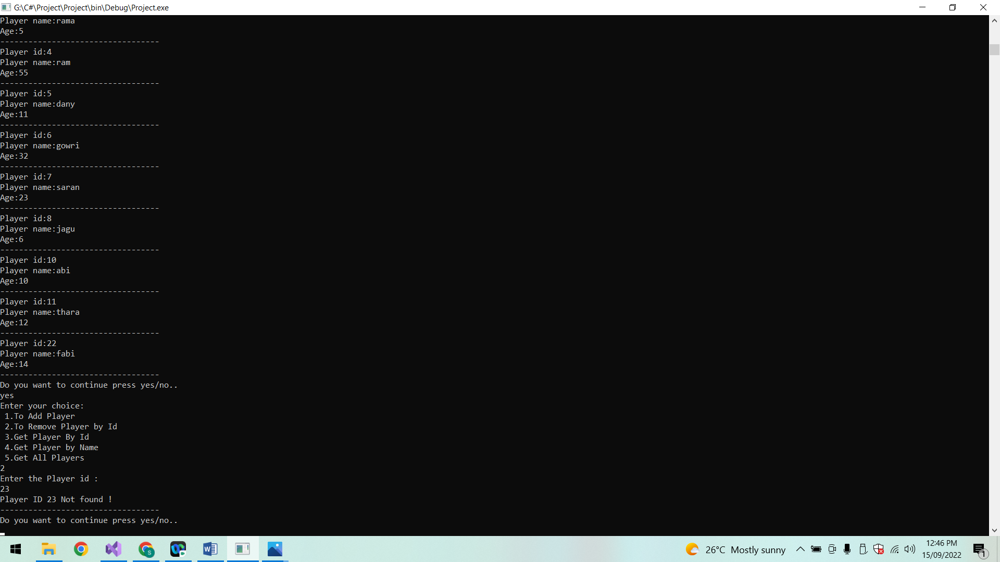 G:\C#\Project\Project\bin\Debug\Project.exe
Player name:rama
Age:5
----------------------------------
Player id:4
Player name:ram
Age:55
----------------------------------
Player id:5
Player name:dany
Age:11
----------------------------------
Player id:6
Player name:gowri
Age:32
----------------------------------
Player id:7
Player name:saran
Age:23
----------------------------------
Player id:8
Player name:jagu
Age:6
----------------------------------
Player id:10
Player name:abi
Age:10
----------------------------------
Player id:11
Player name:thara
Age:12
----------------------------------
Player id:22
Player name:fabi
Age:14
----------------------------------
Do you want to continue press yes/no..
yes
Enter your choice:
 1.To Add Player
 2.To Remove Player by Id
 3.Get Player By Id
 4.Get Player by Name
 5.Get All Players
2
Enter the Player id :
23
Player ID 23 Not found !
----------------------------------
Do you want to continue press yes/no..
S
W
26°C Mostly sunny
12:46 PM
15/09/2022
1